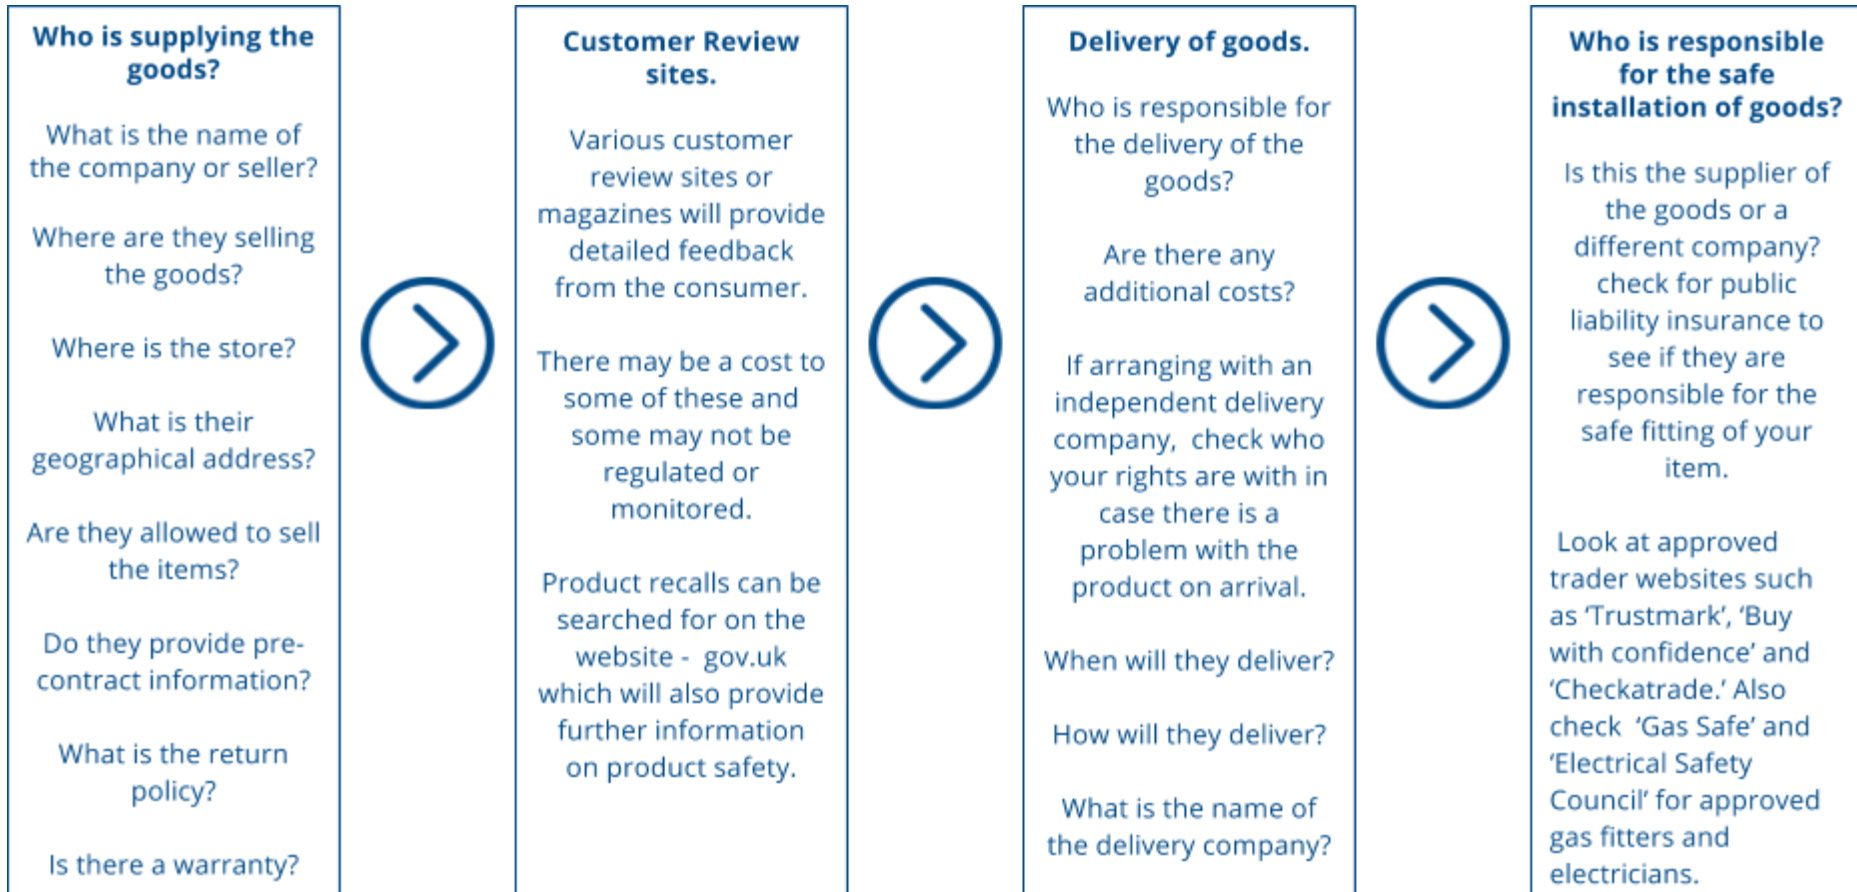 Who is supplying the
goods?
What is the name of
the company or seller?
Where are they selling
the goods?
Where is the store?
What is their
geographical address?
Are they allowed to sell
the items?
Do they provide pre-
contract information?
What is the return
policy?
Is there a warranty?
Customer Review
sites.
Various customer
review sites or
magazines will provide
detailed feedback
from the consumer.
There may be a cost to
some of these and
some may not be
regulated or
monitored.
Product recalls can be
searched for on the
website -  gov.uk
which will also provide
further information
on product safety.
Delivery of goods.
Who is responsible for
the delivery of the
goods?
Are there any
additional costs?
If arranging with an
independent delivery
company,  check who
your rights are with in
case there is a
problem with the
product on arrival.
When will they deliver?
How will they deliver?
What is the name of
the delivery company?
Who is responsible
for the safe
installation of goods?
Is this the supplier of
the goods or a
different company?
check for public
liability insurance to
see if they are
responsible for the
safe fitting of your
item.
Look at approved
trader websites such
as ‘Trustmark’, ‘Buy
with confidence’ and
‘Checkatrade.’ Also
check  ‘Gas Safe’ and
‘Electrical Safety
Council’ for approved
gas fitters and
electricians.